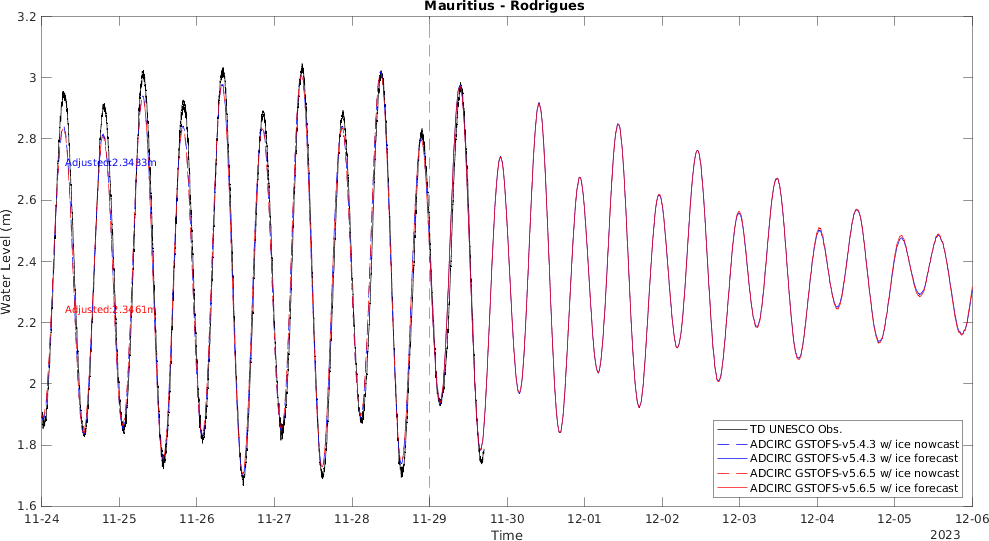 Mauritius - Rodrigues
3.2
3
2.8
2.6
2.4
2.2
2
1.8
1.6
Water Level (m)
Adjusted:2.3433m
Adjusted:2.3461m
TD UNESCO Obs.
ADCIRC GSTOFS-v5.4.3 w/ ice nowcast
ADCIRC GSTOFS-v5.4.3 w/ ice forecast
ADCIRC GSTOFS-v5.6.5 w/ ice nowcast
ADCIRC GSTOFS-v5.6.5 w/ ice forecast
11-24 11-25 11-26 11-27 11-28 11-29 11-30 12-01 12-02 12-03 12-04 12-05 12-06
Time
2023